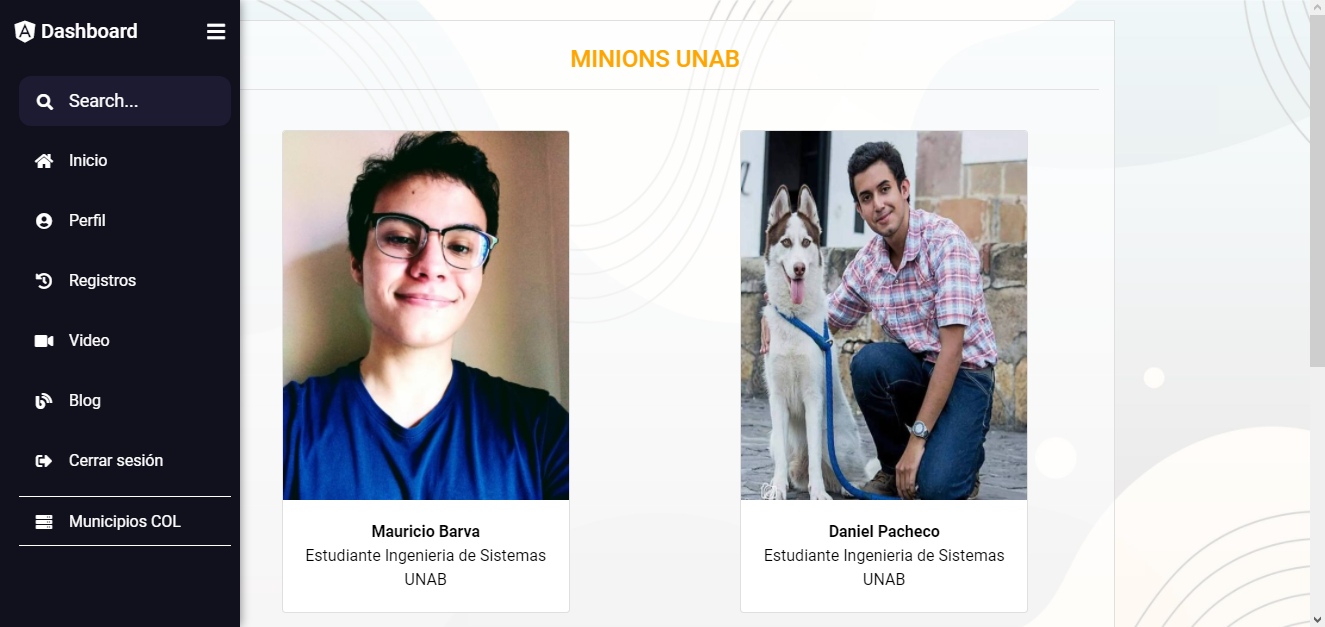 Dashboard
Search...
Inicio
Perfil
Registros
Video
Blog
Cerrar sesión
Municipios COL
MINIONS UNAB
Mauricio Barva
Estudiante Ingenieria de Sistemas
UNAB
Daniel Pacheco
Estudiante Ingenieria de Sistemas
UNAB